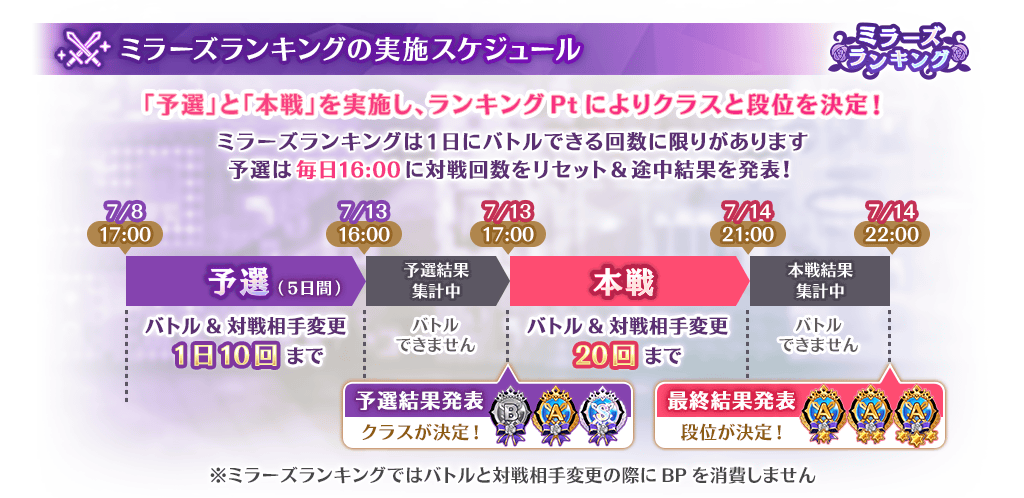 ミラーズランキングの実施スケジュール
ミラーズ
ランキング
「予選」と「本戦」を実施し、ランキングPtによりクラスと段位を決定！
ミラーズランキングは1日にバトルできる回数に限りがあります
予選は毎日16:00に対戦回数をリセット&途中結果を発表！
7/8
17:00
7/13
16:00
7/13
17:00
7/14
21:00
7/14
22:00
予選（5日間）
予選結果
集計中
本戦
本戦結果
集計中
バトル&対戦相手変更
1日10回まで
バトル
できません
バトル&対戦相手変更
20回まで
バトル
できません
予選結果発表
クラスが決定！
B A S
最終結果発表
段位が決定！
A A A
※ミラーズランキングではバトルと対戦相手変更の際にBPを消費しません